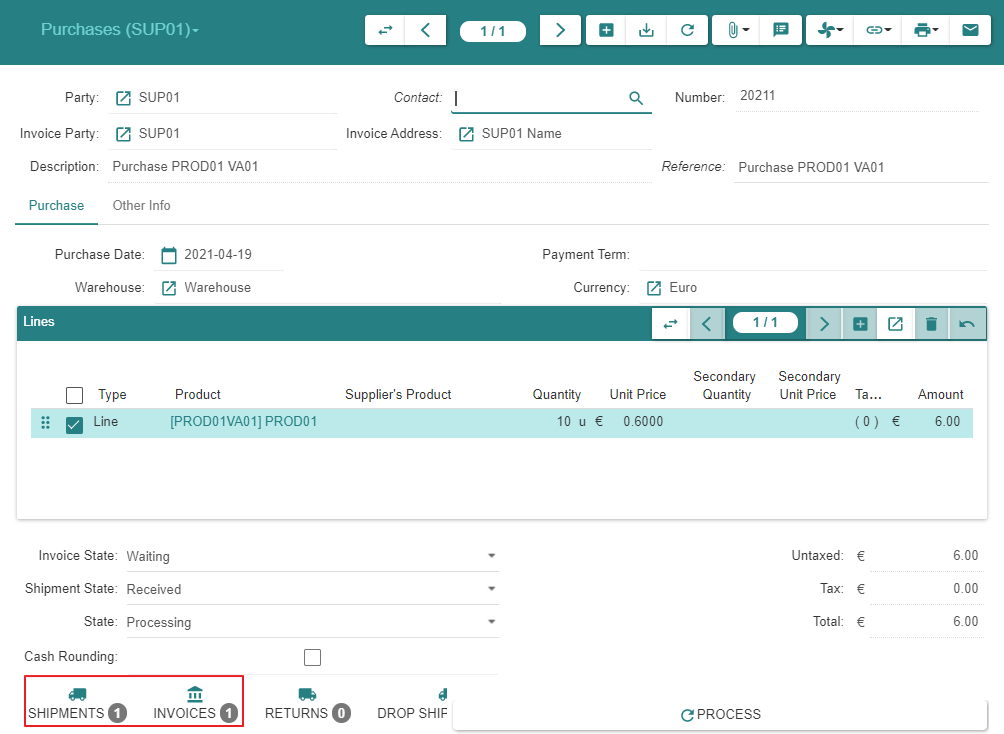 Purchases (SUP01)
1 / 1
Party: SUP01 Contact: Number: 20211
Invoice Party: SUP01 Invoice Address: SUP01 Name
Description: Purchase PROD01 VA01 Reference: Purchase PROD01 VA01
Purchase Other Info
Purchase Date: 2021-04-19 Payment Term:
Warehouse: Warehouse Currency: Euro
Lines 1 / 1
Type Product Supplier's Product Quantity Unit Price Secondary Quantity Secondary Unit Price Ta... Amount
Line [PROD01VA01] PROD01 10 u € 0.6000 ( 0 ) € 6.00
Invoice State: Waiting Untaxed: € 6.00
Shipment State: Received Tax: € 0.00
State: Processing Total: € 6.00
Cash Rounding:
SHIPMENTS 1 INVOICES 1 RETURNS 0 DROP SHIP PROCESS